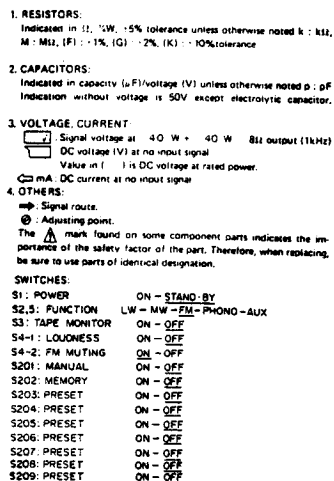 1. RESISTORS:
Indicated in Ω, ¼W, ±5% tolerance unless otherwise noted k : kΩ,
M : MΩ, (F) : ±1%, (G) : ±2%, (K) : ±10% tolerance
2. CAPACITORS:
Indicated in capacity (μF)/voltage (V) unless otherwise noted p : pF
Indication without voltage is 50V except electrolytic capacitor.
3. VOLTAGE, CURRENT:
: Signal voltage at 40 W + 40 W 8Ω output (1kHz)
: DC voltage (V) at no input signal
Value in ( ) is DC voltage at rated power.
mA : DC current at no input signal
4. OTHERS:
: Signal route.
: Adjusting point.
The mark found on some component parts indicates the im-
portance of the safety factor of the part. Therefore, when replacing,
be sure to use parts of identical designation.
SWITCHES:
S1 : POWER ON – STAND-BY
S2,5 : FUNCTION LW – MW – FM – PHONO – AUX
S3 : TAPE MONITOR ON – OFF
S4-1 : LOUDNESS ON – OFF
S4-2 : FM MUTING ON – OFF
S201 : MANUAL ON – OFF
S202 : MEMORY ON – OFF
S203 : PRESET ON – OFF
S204 : PRESET ON – OFF
S205 : PRESET ON – OFF
S206 : PRESET ON – OFF
S207 : PRESET ON – OFF
S208 : PRESET ON – OFF
S209 : PRESET ON – OFF